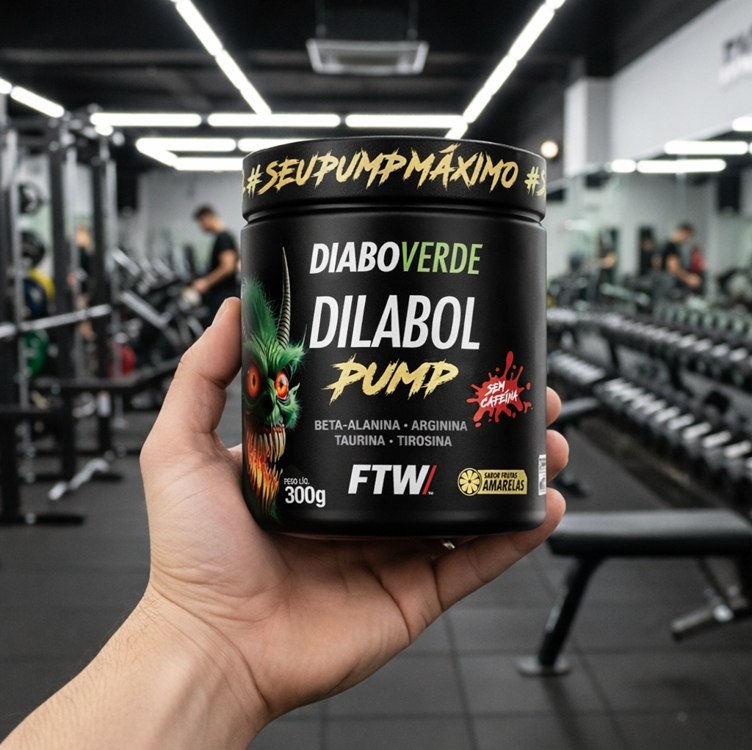 #SEUPUMPMÁXIMO #S
DIABOVERDE
DILABOL
PUMP
SEM
CAFEÍNA
BETA-ALANINA • ARGININA
TAURINA • TIROSINA
PESO LÍQ.
300g
FTW/
SABOR FRUTAS
AMARELAS